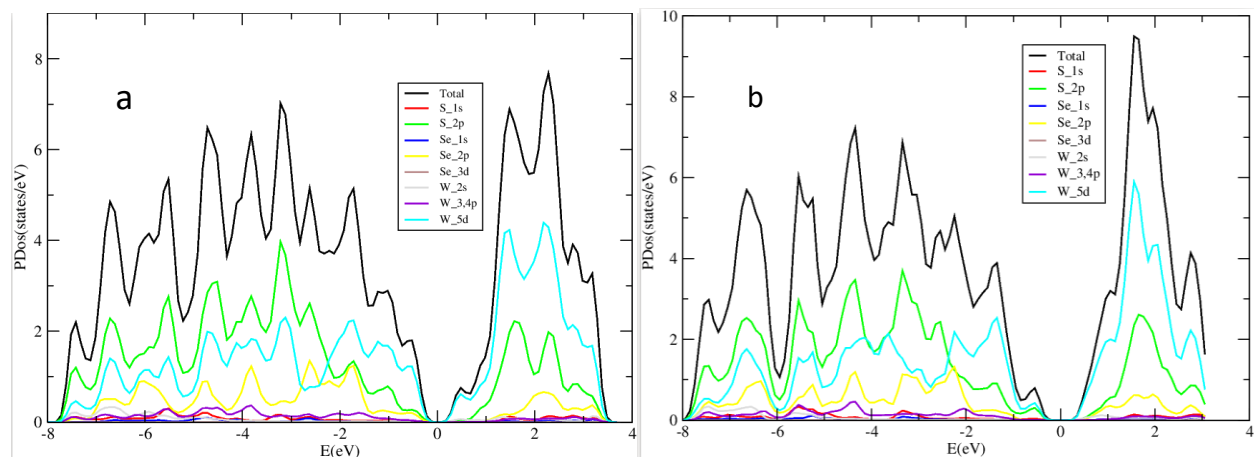 a
Total
S_1s
S_2p
Se_1s
Se_2p
Se_3d
W_2s
W_3,4p
W_5d
PDos(states/eV)
8
6
4
2
0
-8 -6 -4 -2 0 2 4
E(eV)
b
Total
S_1s
S_2p
Se_1s
Se_2p
Se_3d
W_2s
W_3,4p
W_5d
PDos(states/eV)
10
8
6
4
2
0
-8 -6 -4 -2 0 2 4
E(eV)